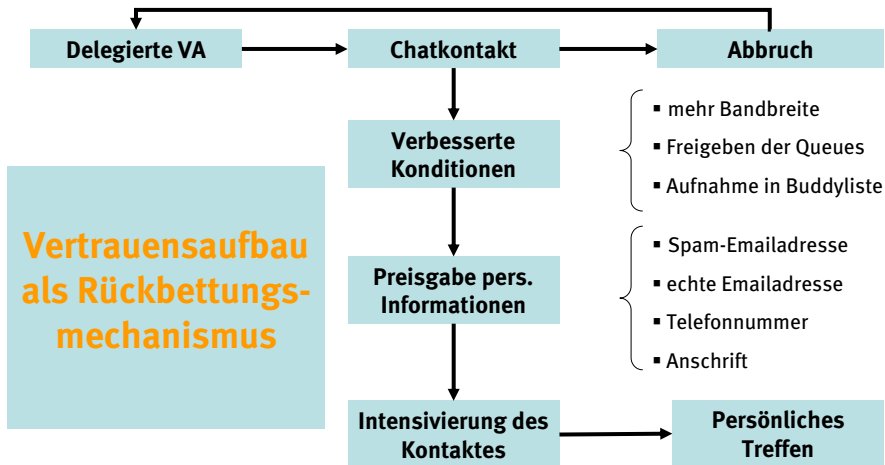 Delegierte VA
Chatkontakt
Abbruch
Verbesserte
Konditionen
▪ mehr Bandbreite
▪ Freigeben der Queues
▪ Aufnahme in Buddyliste
Vertrauensaufbau
als Rückbettungs-
mechanismus
Preisgabe pers.
Informationen
▪ Spam-Emailadresse
▪ echte Emailadresse
▪ Telefonnummer
▪ Anschrift
Intensivierung des
Kontaktes
Persönliches
Treffen